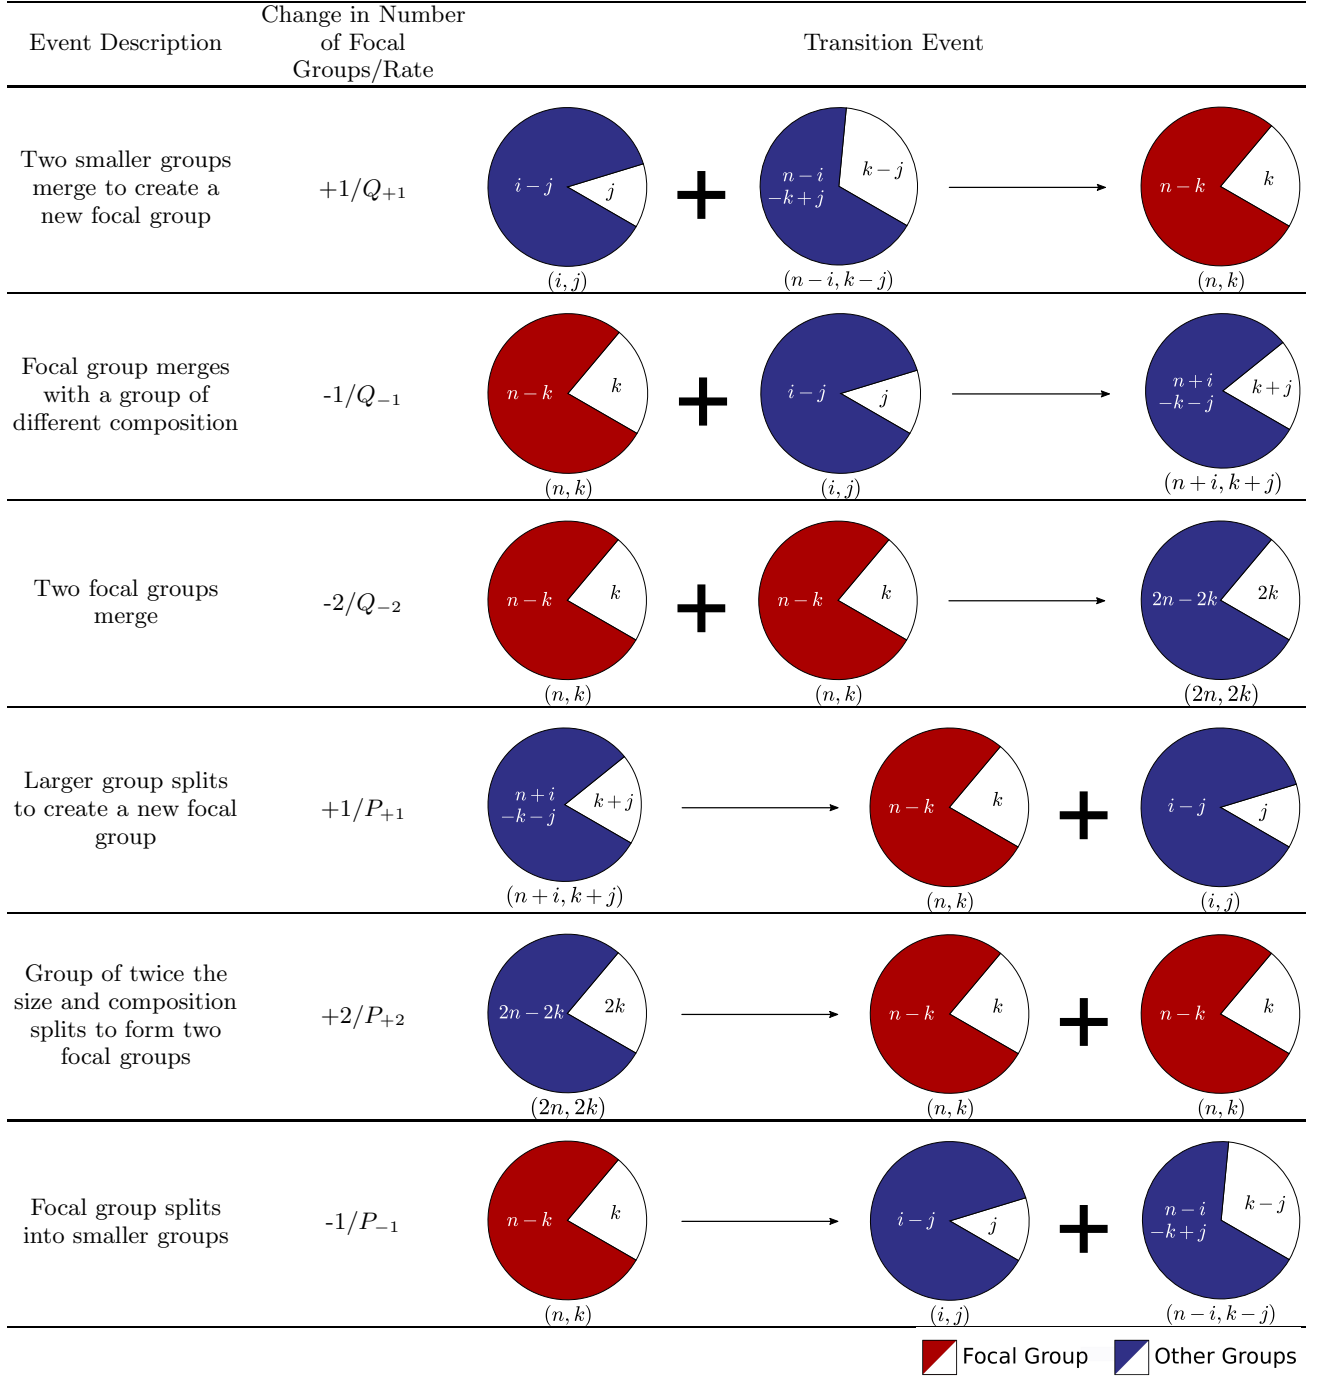 Event Description
Change in Number
of Focal
Groups/Rate
Transition Event
Two smaller groups
merge to create a
new focal group
+1/Q₊₁
i − j
j
(i, j)
n − i
−k + j
k − j
(n − i, k − j)
n − k
k
(n, k)
Focal group merges
with a group of
different composition
-1/Q₋₁
n − k
k
(n, k)
i − j
j
(i, j)
n + i
−k − j
k + j
(n + i, k + j)
Two focal groups
merge
-2/Q₋₂
n − k
k
(n, k)
n − k
k
(n, k)
2n − 2k
2k
(2n, 2k)
Larger group splits
to create a new focal
group
+1/P₊₁
n + i
−k − j
k + j
(n + i, k + j)
n − k
k
(n, k)
i − j
j
(i, j)
Group of twice the
size and composition
splits to form two
focal groups
+2/P₊₂
2n − 2k
2k
(2n, 2k)
n − k
k
(n, k)
n − k
k
(n, k)
Focal group splits
into smaller groups
-1/P₋₁
n − k
k
(n, k)
i − j
j
(i, j)
n − i
−k + j
k − j
(n − i, k − j)
Focal Group
Other Groups